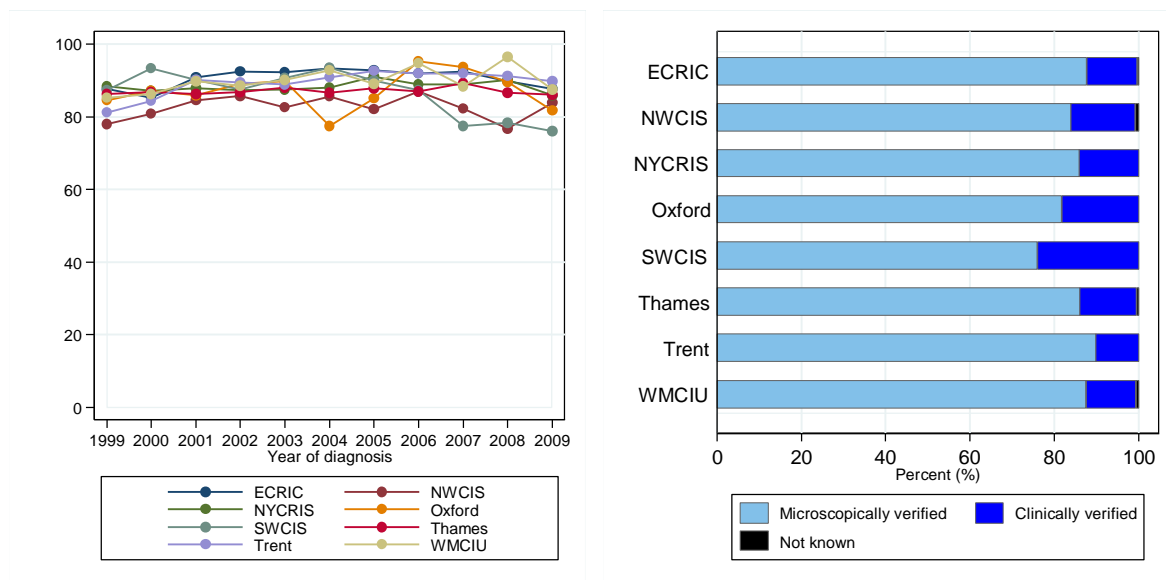 100
80
60
40
20
0
1999 2000 2001 2002 2003 2004 2005 2006 2007 2008 2009
Year of diagnosis
ECRIC NWCIS
NYCRIS Oxford
SWCIS Thames
Trent WMCIU
ECRIC
NWCIS
NYCRIS
Oxford
SWCIS
Thames
Trent
WMCIU
0 20 40 60 80 100
Percent (%)
Microscopically verified Clinically verified
Not known